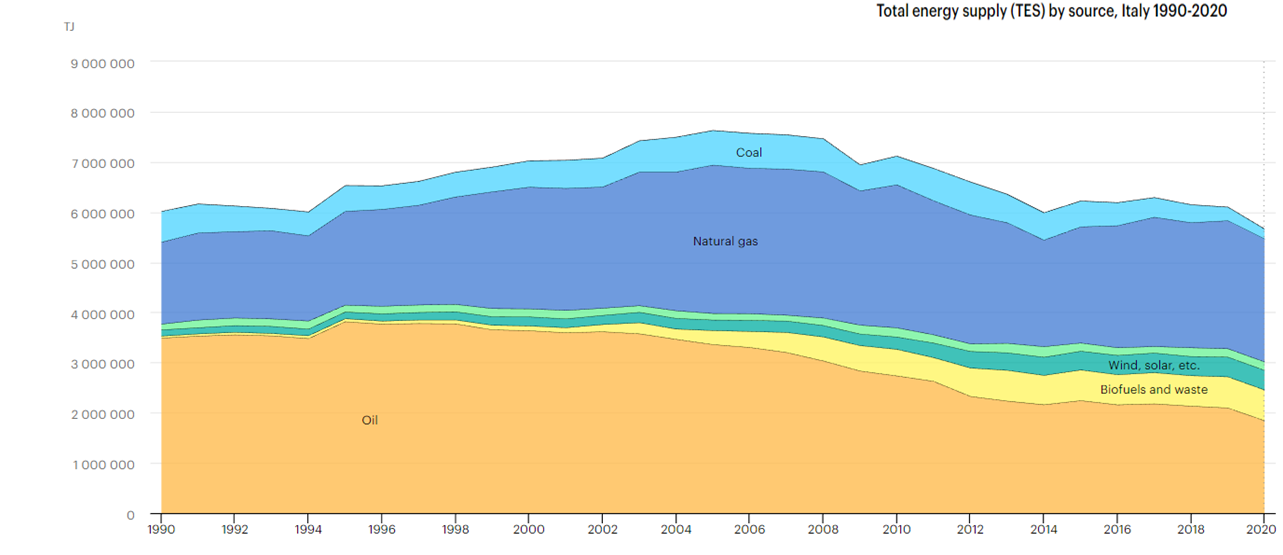 Total energy supply (TES) by source, Italy 1990-2020
TJ
9 000 000
8 000 000
7 000 000
6 000 000
5 000 000
4 000 000
3 000 000
2 000 000
1 000 000
0
Coal
Natural gas
Wind, solar, etc.
Biofuels and waste
Oil
1990 1992 1994 1996 1998 2000 2002 2004 2006 2008 2010 2012 2014 2016 2018 2020